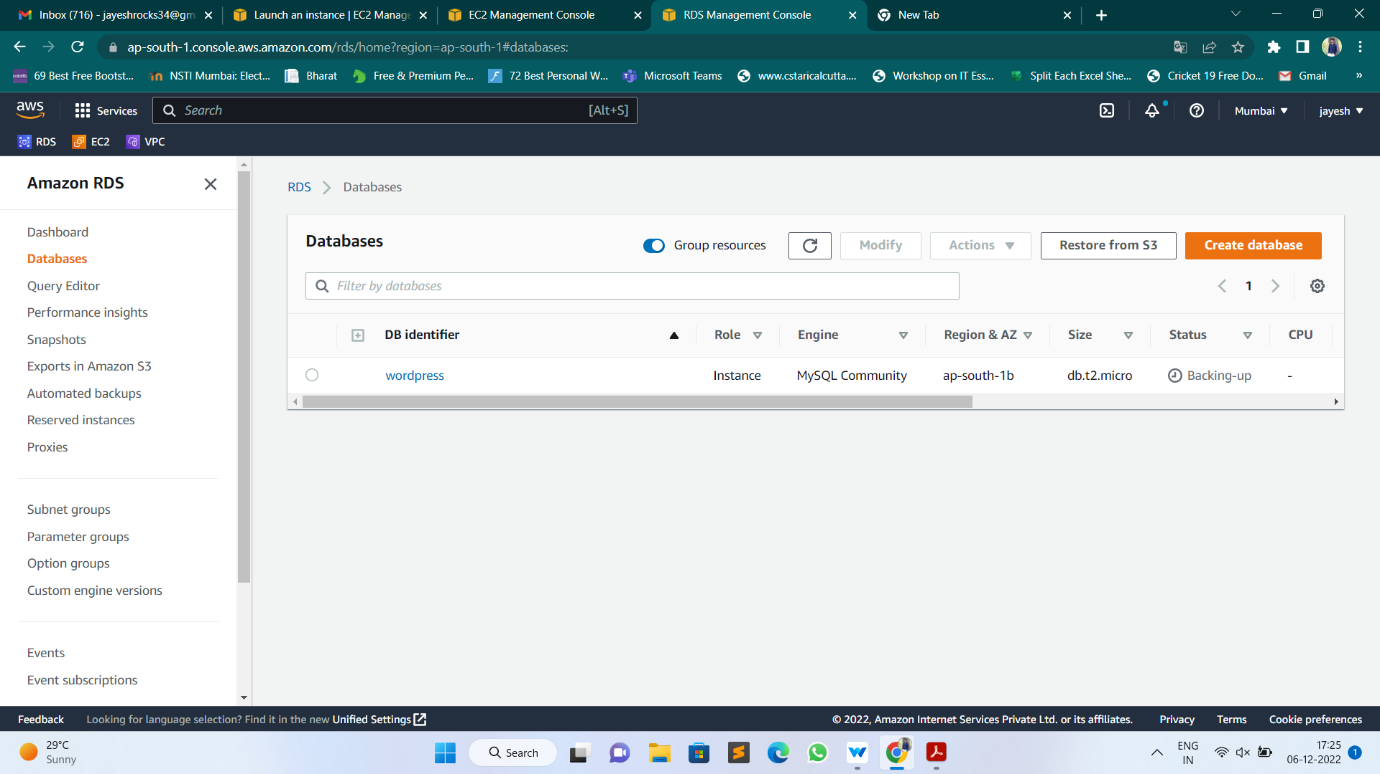 Inbox (716) - jayeshrocks34@gm
Launch an instance | EC2 Manage
EC2 Management Console
RDS Management Console
New Tab
ap-south-1.console.aws.amazon.com/rds/home?region=ap-south-1#databases:
69 Best Free Bootst...
NSTI Mumbai: Elect...
Bharat
Free & Premium Pe...
72 Best Personal W...
Microsoft Teams
www.cstaricalcutta....
Workshop on IT Ess...
Split Each Excel She...
Cricket 19 Free Do...
Gmail
»
aws
Services
Search
[Alt+S]
Mumbai
jayesh
RDS
EC2
VPC
Amazon RDS
Dashboard
Databases
Query Editor
Performance insights
Snapshots
Exports in Amazon S3
Automated backups
Reserved instances
Proxies
Subnet groups
Parameter groups
Option groups
Custom engine versions
Events
Event subscriptions
RDS > Databases
Databases
Group resources
Modify
Actions
Restore from S3
Create database
Filter by databases
1
DB identifier Role Engine Region & AZ Size Status CPU
wordpress Instance MySQL Community ap-south-1b db.t2.micro Backing-up -
Feedback
Looking for language selection? Find it in the new Unified Settings
© 2022, Amazon Internet Services Private Ltd. or its affiliates.
Privacy
Terms
Cookie preferences
29°C
Sunny
Search
ENG
IN
17:25
06-12-2022
1